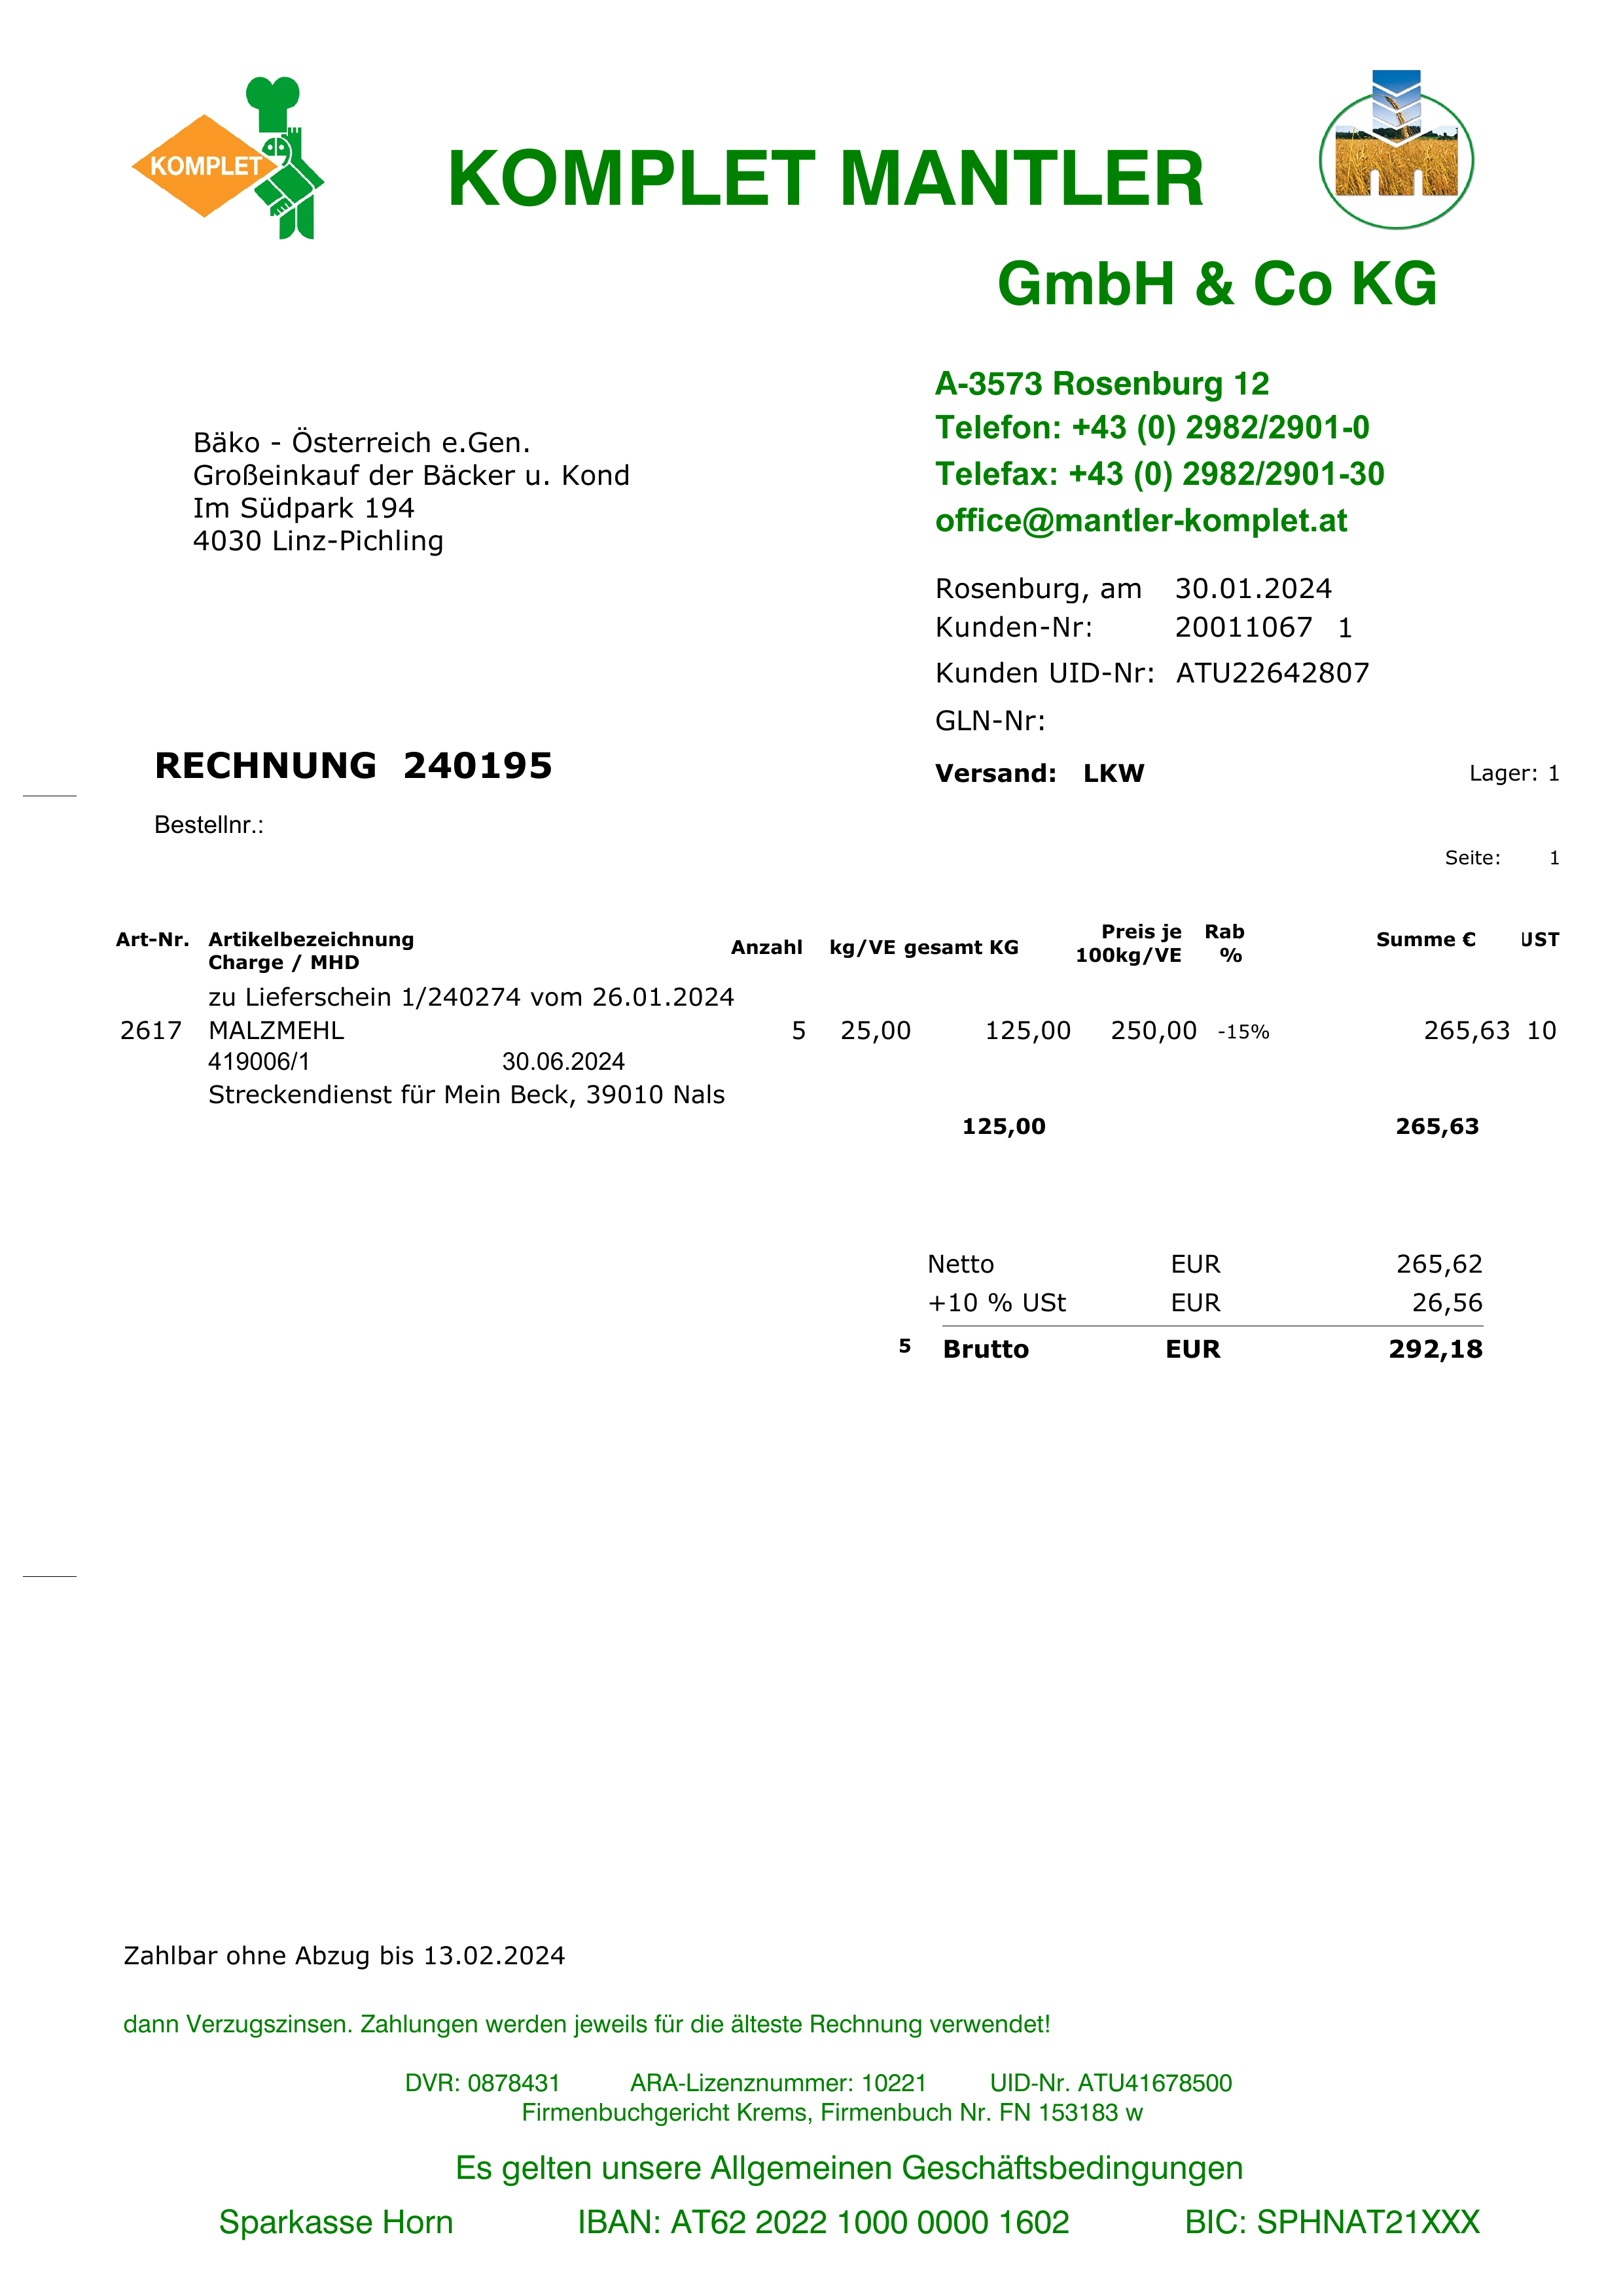 KOMPLET
KOMPLET MANTLER
GmbH & Co KG
A-3573 Rosenburg 12
Telefon: +43 (0) 2982/2901-0
Telefax: +43 (0) 2982/2901-30
office@mantler-komplet.at
Bäko - Österreich e.Gen.
Großeinkauf der Bäcker u. Kond
Im Südpark 194
4030 Linz-Pichling
Rosenburg, am 30.01.2024
Kunden-Nr: 20011067 1
Kunden UID-Nr: ATU22642807
GLN-Nr:
RECHNUNG 240195
Versand: LKW
Lager: 1
Bestellnr.:
Seite: 1
Art-Nr. Artikelbezeichnung Anzahl kg/VE gesamt KG Preis je Rab Summe € UST
Charge / MHD 100kg/VE %
zu Lieferschein 1/240274 vom 26.01.2024
2617 MALZMEHL 5 25,00 125,00 250,00 -15% 265,63 10
419006/1 30.06.2024
Streckendienst für Mein Beck, 39010 Nals
125,00 265,63
Netto EUR 265,62
+10 % USt EUR 26,56
5 Brutto EUR 292,18
Zahlbar ohne Abzug bis 13.02.2024
dann Verzugszinsen. Zahlungen werden jeweils für die älteste Rechnung verwendet!
DVR: 0878431 ARA-Lizenznummer: 10221 UID-Nr. ATU41678500
Firmenbuchgericht Krems, Firmenbuch Nr. FN 153183 w
Es gelten unsere Allgemeinen Geschäftsbedingungen
Sparkasse Horn IBAN: AT62 2022 1000 0000 1602 BIC: SPHNAT21XXX